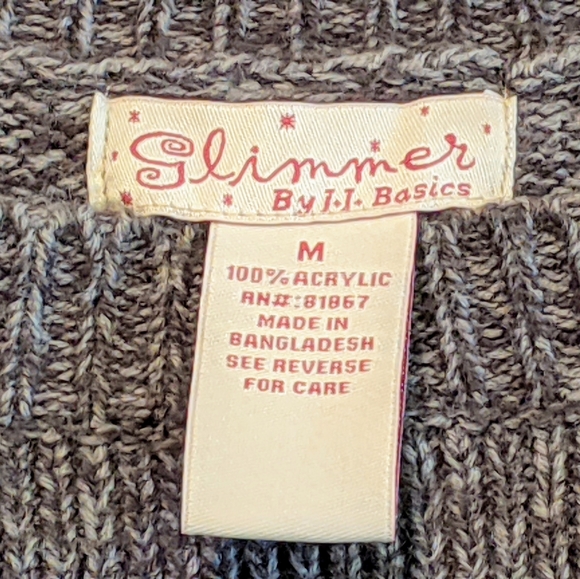 Glimmer
By J.J. Basics
M
100% ACRYLIC
RN#:81867
MADE IN
BANGLADESH
SEE REVERSE
FOR CARE